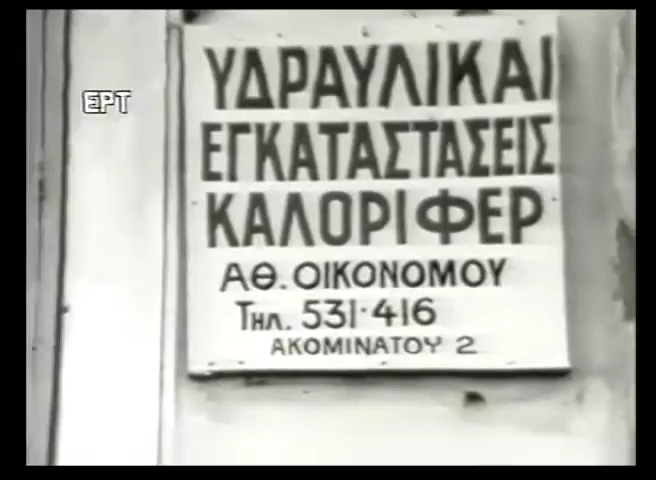 ΕΡΤ
ΥΔΡΑΥΛΙΚΑΙ
ΕΓΚΑΤΑΣΤΑΣΕΙΣ
ΚΑΛΟΡΙΦΕΡ
ΑΘ. ΟΙΚΟΝΟΜΟΥ
Τηλ. 531·416
ΑΚΟΜΙΝΑΤΟΥ 2